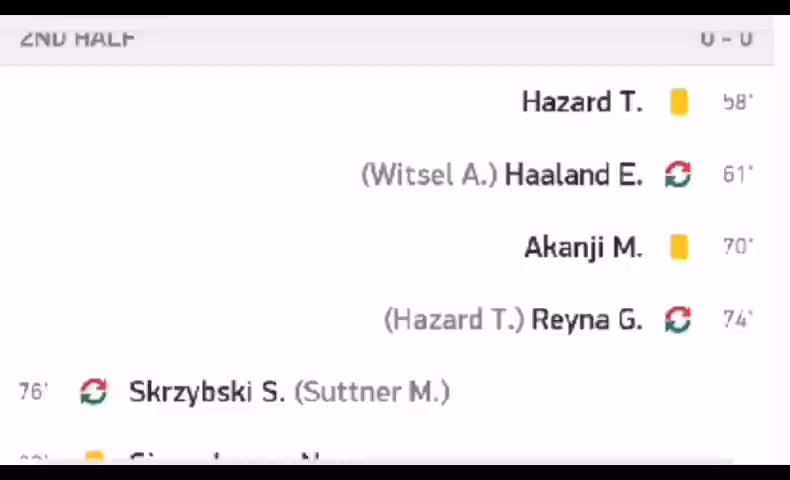 2ND HALF 0 - 0
Hazard T. 58'
(Witsel A.) Haaland E. 61'
Akanji M. 70'
(Hazard T.) Reyna G. 74'
76' Skrzybski S. (Suttner M.)